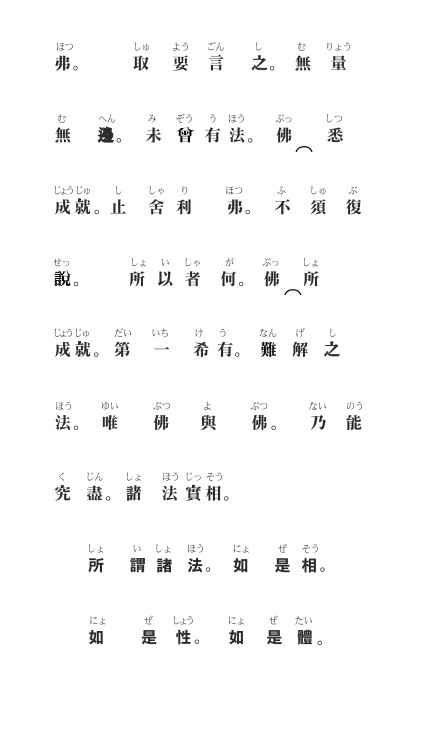 ほつ しゅ よう ごん し む りょう
弗。 取 要 言 之。無 量
む へん み ぞう う ほう ぶっ しつ
無 邊。 未 曾 有 法。 佛 悉
じょう じゅ し しゃ り ほつ ふ しゅ ぶ
成 就。止 舍 利 弗。 不 須 復
せっ しょ い しゃ が ぶっ しょ
說。 所 以 者 何。佛 所
じょう じゅ だい いち け う なん げ し
成 就。第 一 希 有。 難 解 之
ほう ゆい ぶつ よ ぶつ ない のう
法。 唯 佛 與 佛。 乃 能
く じん しょ ほう じっ そう
究 盡。諸 法 實 相。
しょ い しょ ほう にょ ぜ そう
所 謂 諸 法。 如 是 相。
にょ ぜ しょう にょ ぜ たい
如 是 性。 如 是 體。